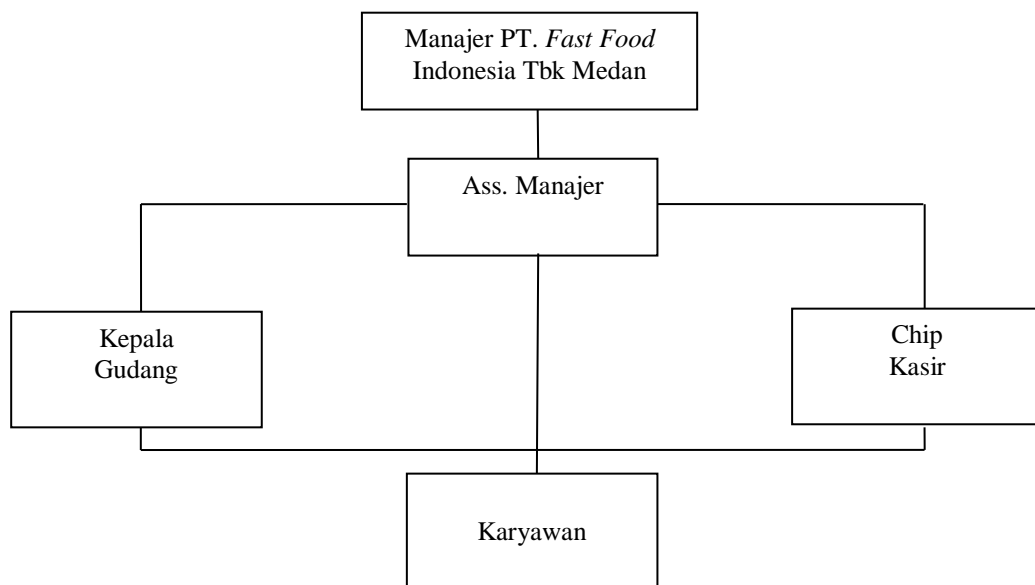 Manajer PT. Fast Food
Indonesia Tbk Medan
Ass. Manajer
Kepala
Gudang
Chip
Kasir
Karyawan